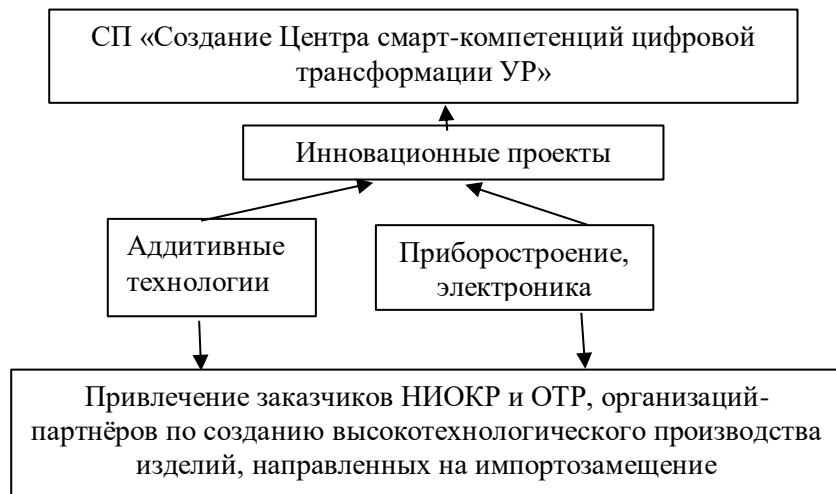 СП «Создание Центра смарт-компетенций цифровой
трансформации УР»
Инновационные проекты
Аддитивные
технологии
Приборостроение,
электроника
Привлечение заказчиков НИОКР и ОТР, организаций-
партнёров по созданию высокотехнологического производства
изделий, направленных на импортозамещение